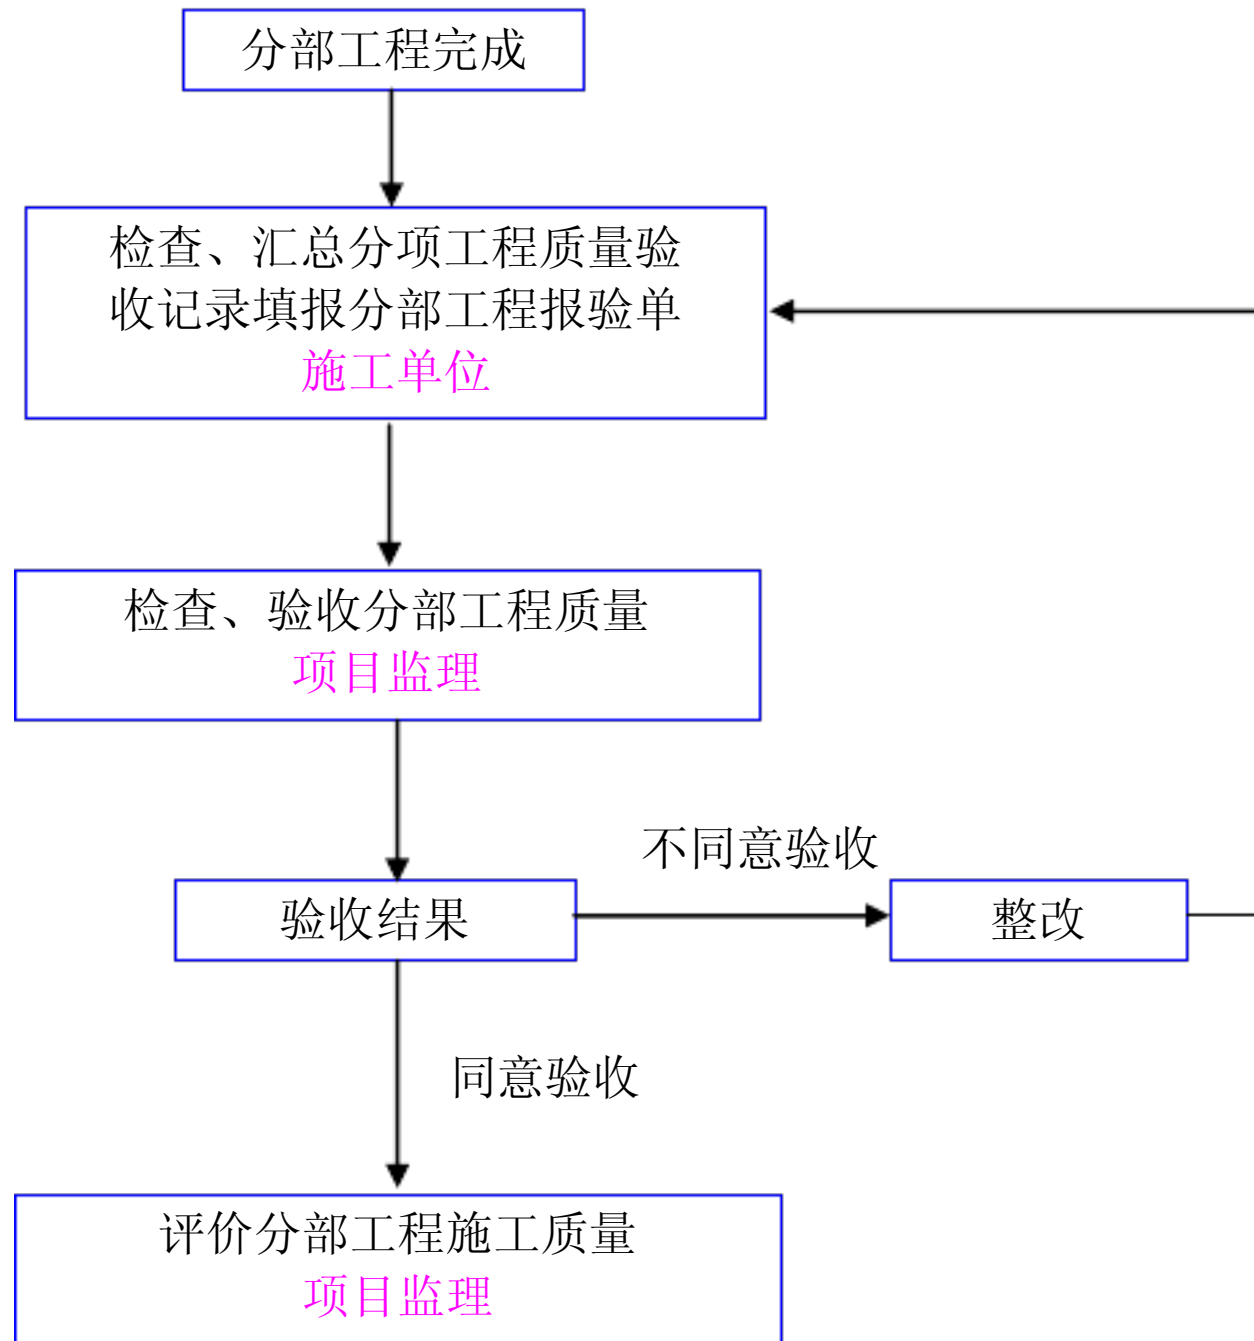 分部工程完成
检查、汇总分项工程质量验
收记录填报分部工程报验单
施工单位
检查、验收分部工程质量
项目监理
不同意验收
验收结果
整改
同意验收
评价分部工程施工质量
项目监理